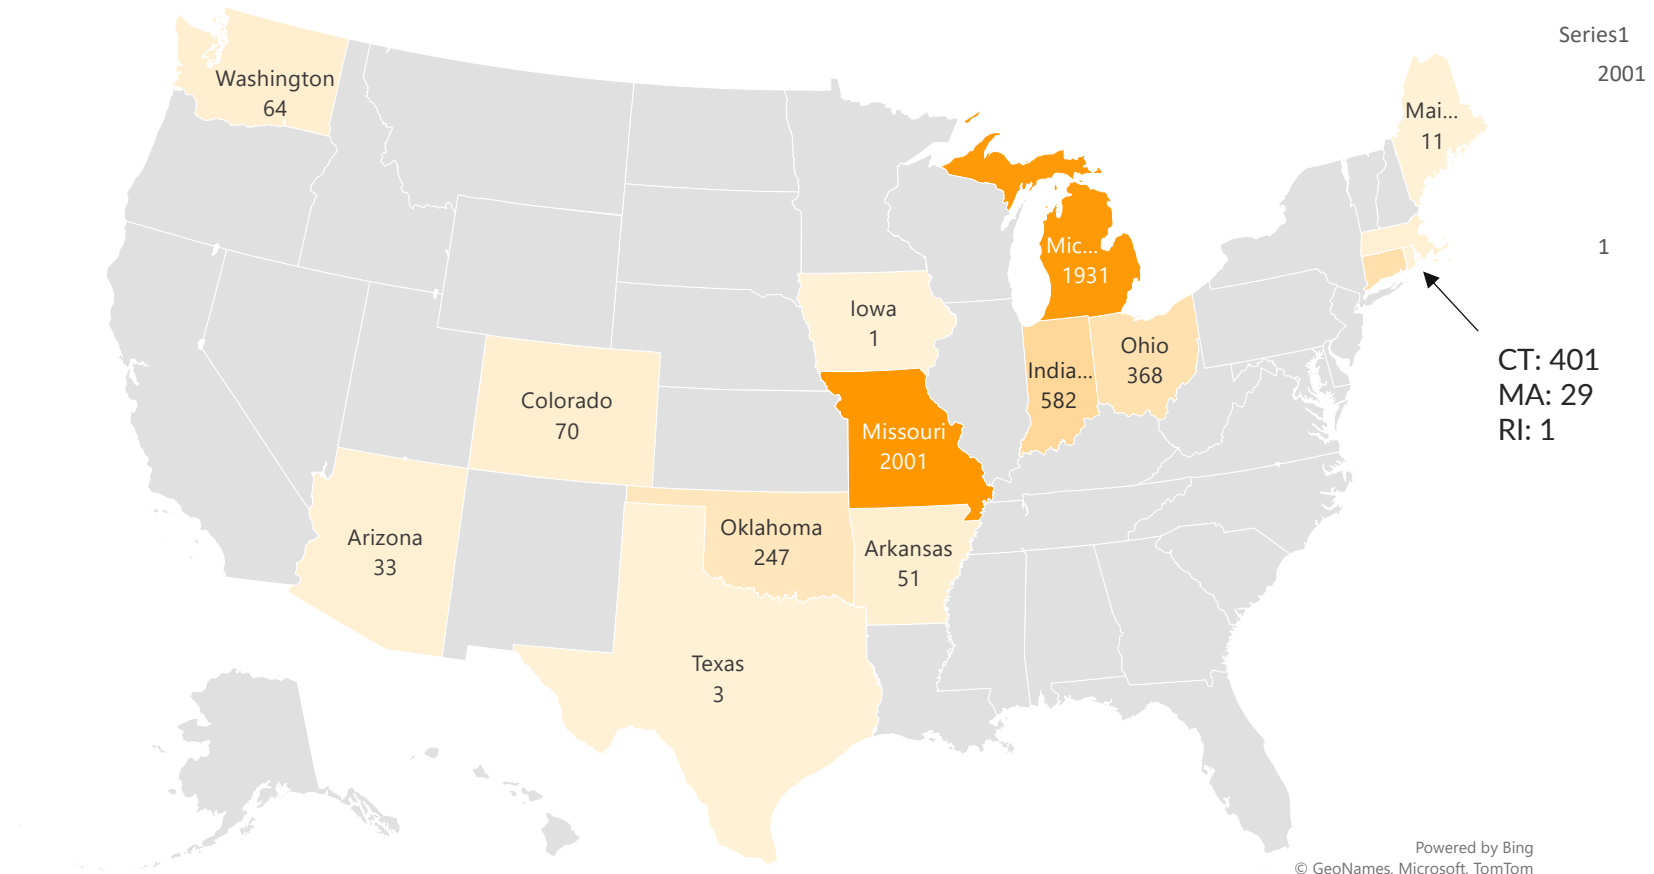 Series1
2001
1
Washington
64
Mai...
11
Mic...
1931
Iowa
1
India...
582
Ohio
368
CT: 401
MA: 29
RI: 1
Colorado
70
Missouri
2001
Arizona
33
Oklahoma
247
Arkansas
51
Texas
3
Powered by Bing
© GeoNames, Microsoft, TomTom